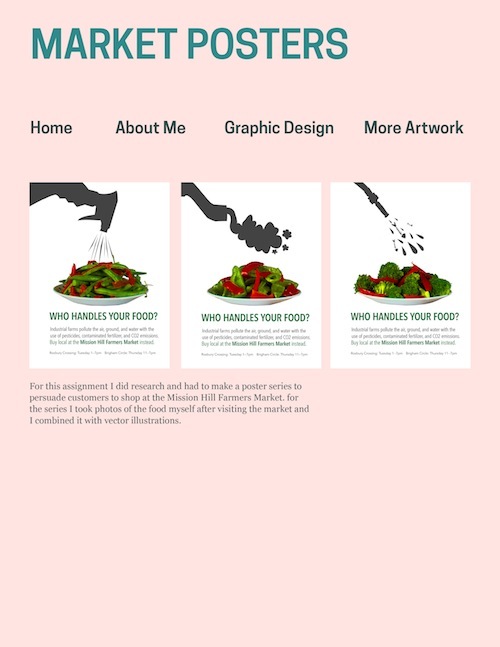 MARKET POSTERS
Home About Me Graphic Design More Artwork
WHO HANDLES YOUR FOOD?
Industrial farms pollute the air, ground, and water with the
use of pesticides, contaminated fertilizer, and CO2 emissions.
Buy local at the Mission Hill Farmers Market instead.
Roxbury Crossing: Tuesday 11-7pm Brigham Circle: Thursday 11-7pm
WHO HANDLES YOUR FOOD?
Industrial farms pollute the air, ground, and water with the
use of pesticides, contaminated fertilizer, and CO2 emissions.
Buy local at the Mission Hill Farmers Market instead.
Roxbury Crossing: Tuesday 11-7pm Brigham Circle: Thursday 11-7pm
WHO HANDLES YOUR FOOD?
Industrial farms pollute the air, ground, and water with the
use of pesticides, contaminated fertilizer, and CO2 emissions.
Buy local at the Mission Hill Farmers Market instead.
Roxbury Crossing: Tuesday 11-7pm Brigham Circle: Thursday 11-7pm
For this assignment I did research and had to make a poster series to
persuade customers to shop at the Mission Hill Farmers Market. for
the series I took photos of the food myself after visiting the market and
I combined it with vector illustrations.